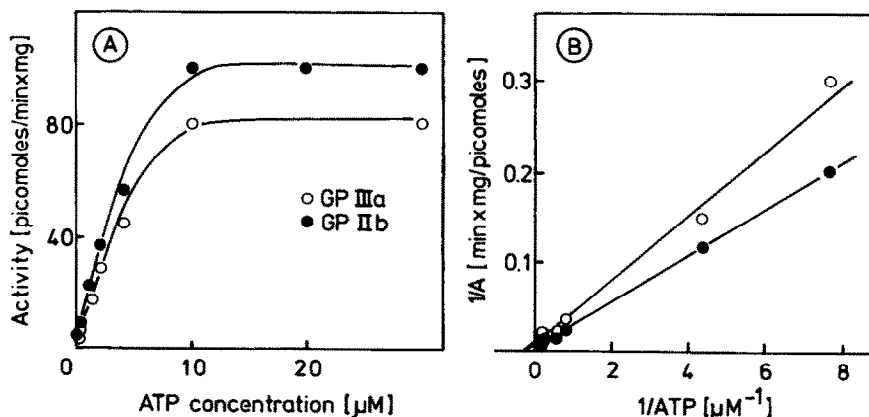 A
Activity [picomoles/min×mg]
80
40
0
10
20
ATP concentration [µM]
GP IIIa
GP IIb
B
1/A [min×mg/picomoles]
0.3
0.2
0.1
0
2
4
6
8
1/ATP [µM⁻¹]